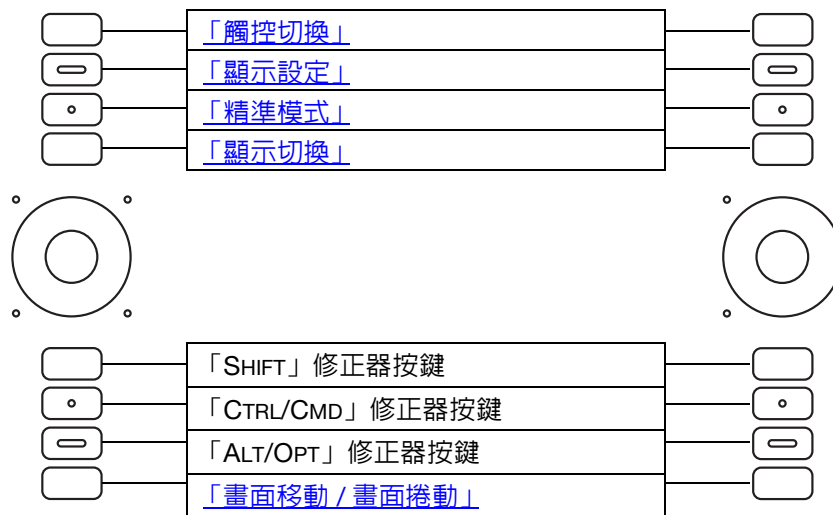 「觸控切換」
「顯示設定」
「精準模式」
「顯示切換」
「SHIFT」修正器按鍵
「CTRL/CMD」修正器按鍵
「ALT/OPT」修正器按鍵
「畫面移動 / 畫面捲動」